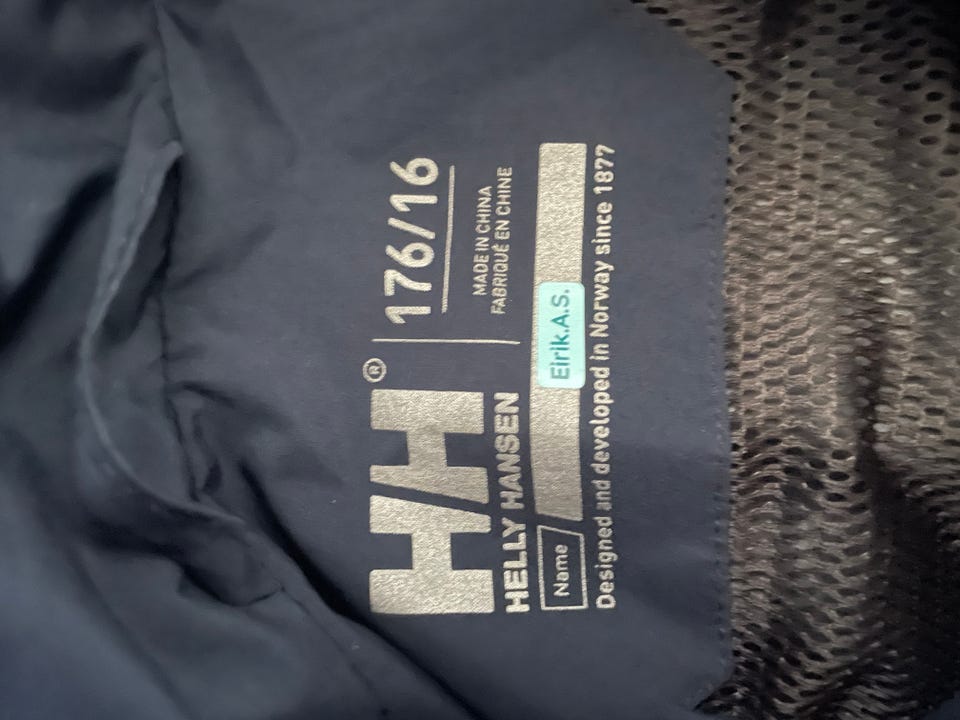 HH®
HELLY HANSEN
176/16
MADE IN CHINA
FABRIQUÉ EN CHINE
Name
Eirik.A.S.
Designed and developed in Norway since 1877